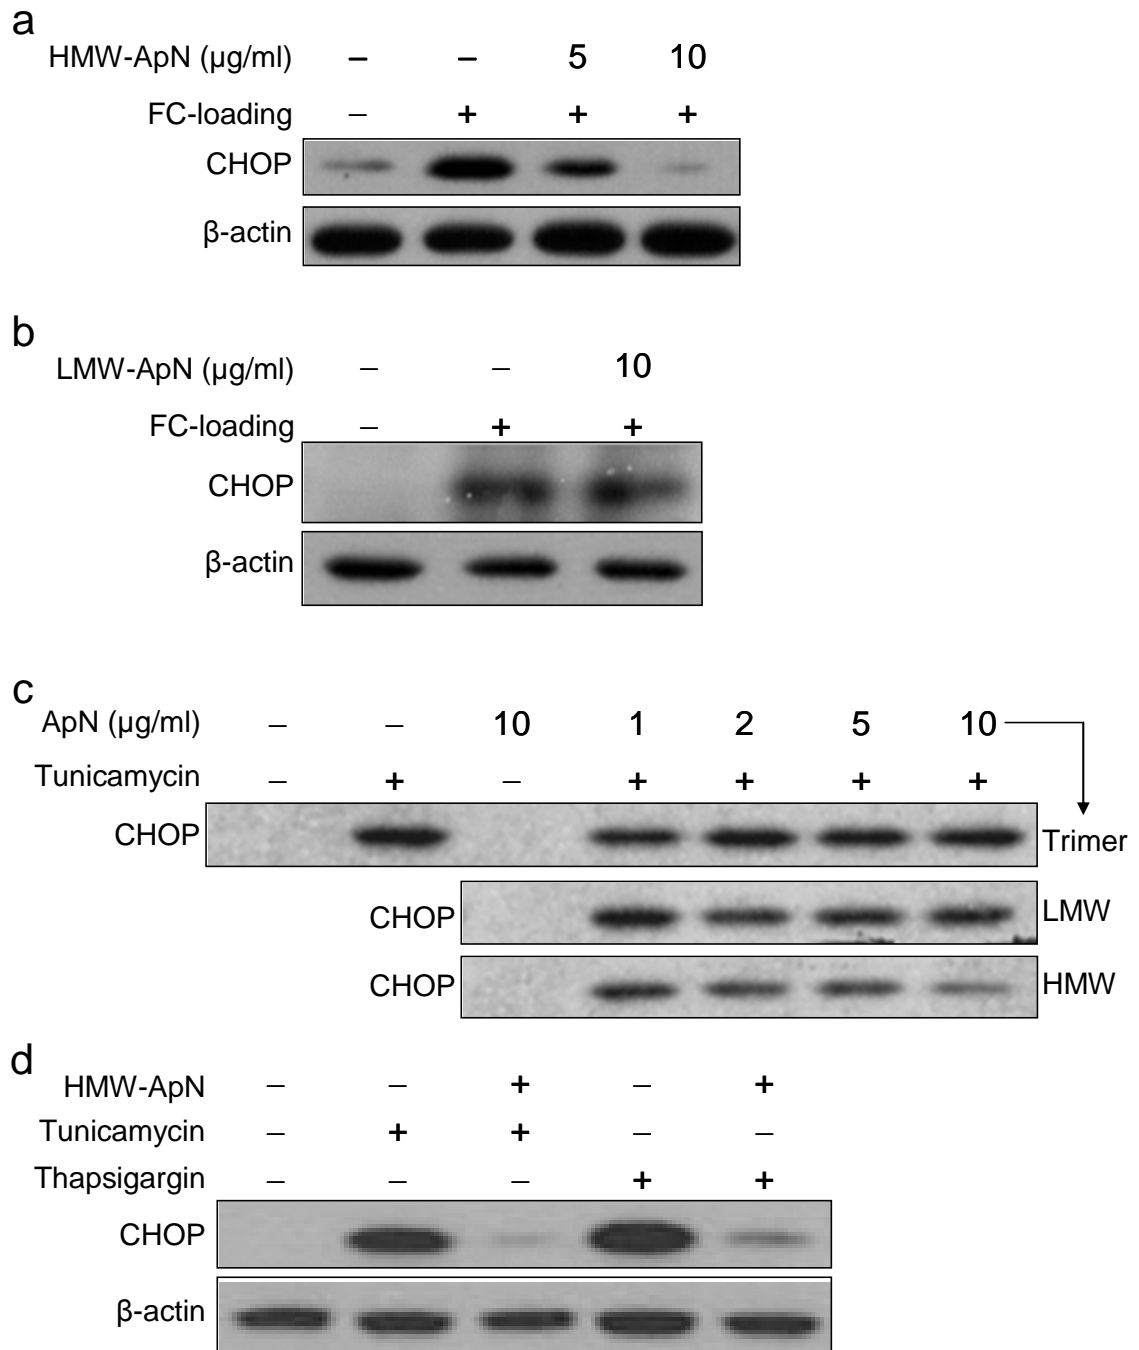 a
HMW-ApN (µg/ml) – – 5 10
FC-loading – + + +
CHOP
β-actin
b
LMW-ApN (µg/ml) – – 10
FC-loading – + +
CHOP
β-actin
c
ApN (µg/ml) – – 10 1 2 5 10
Tunicamycin – + – + + + +
CHOP Trimer
CHOP LMW
CHOP HMW
d
HMW-ApN – – + – +
Tunicamycin – + + – –
Thapsigargin – – – + +
CHOP
β-actin